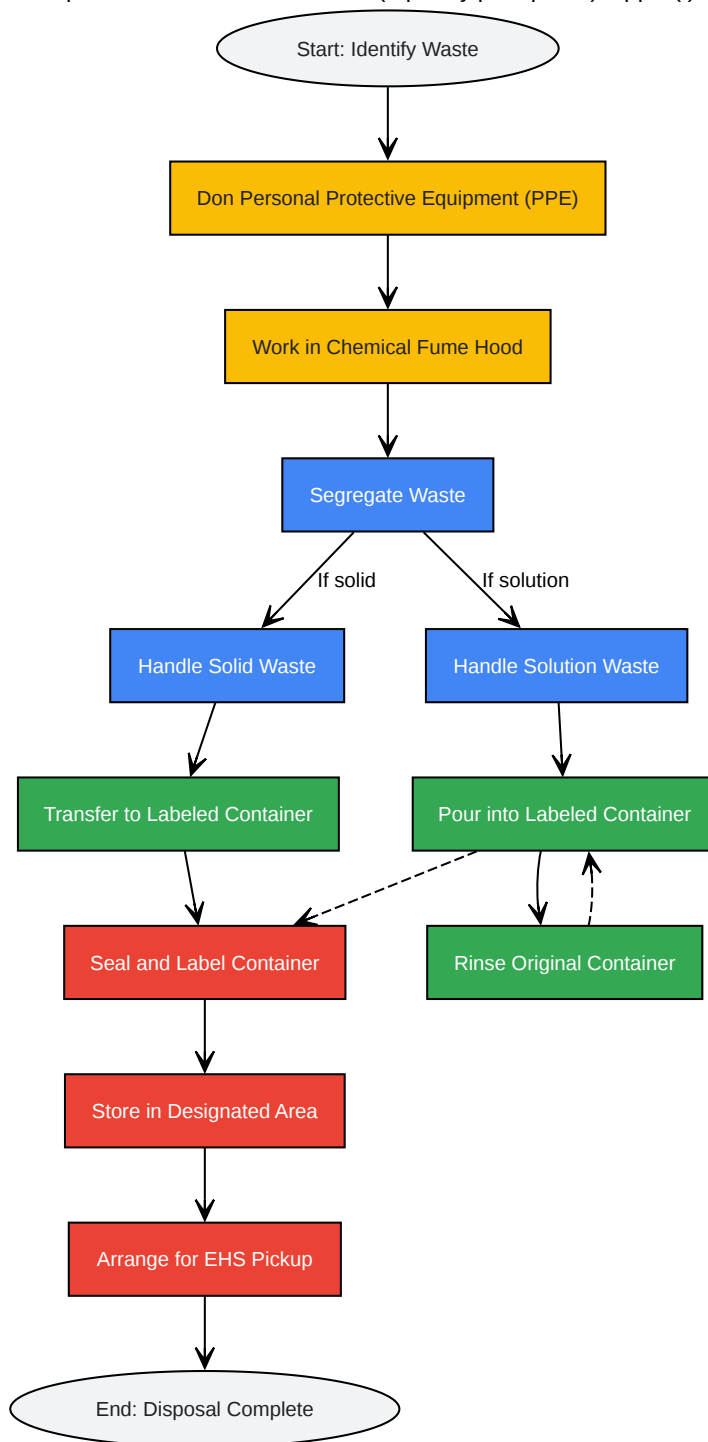 Start: Identify Waste
Don Personal Protective Equipment (PPE)
Work in Chemical Fume Hood
Segregate Waste
If solid
If solution
Handle Solid Waste
Handle Solution Waste
Transfer to Labeled Container
Pour into Labeled Container
Seal and Label Container
Rinse Original Container
Store in Designated Area
Arrange for EHS Pickup
End: Disposal Complete